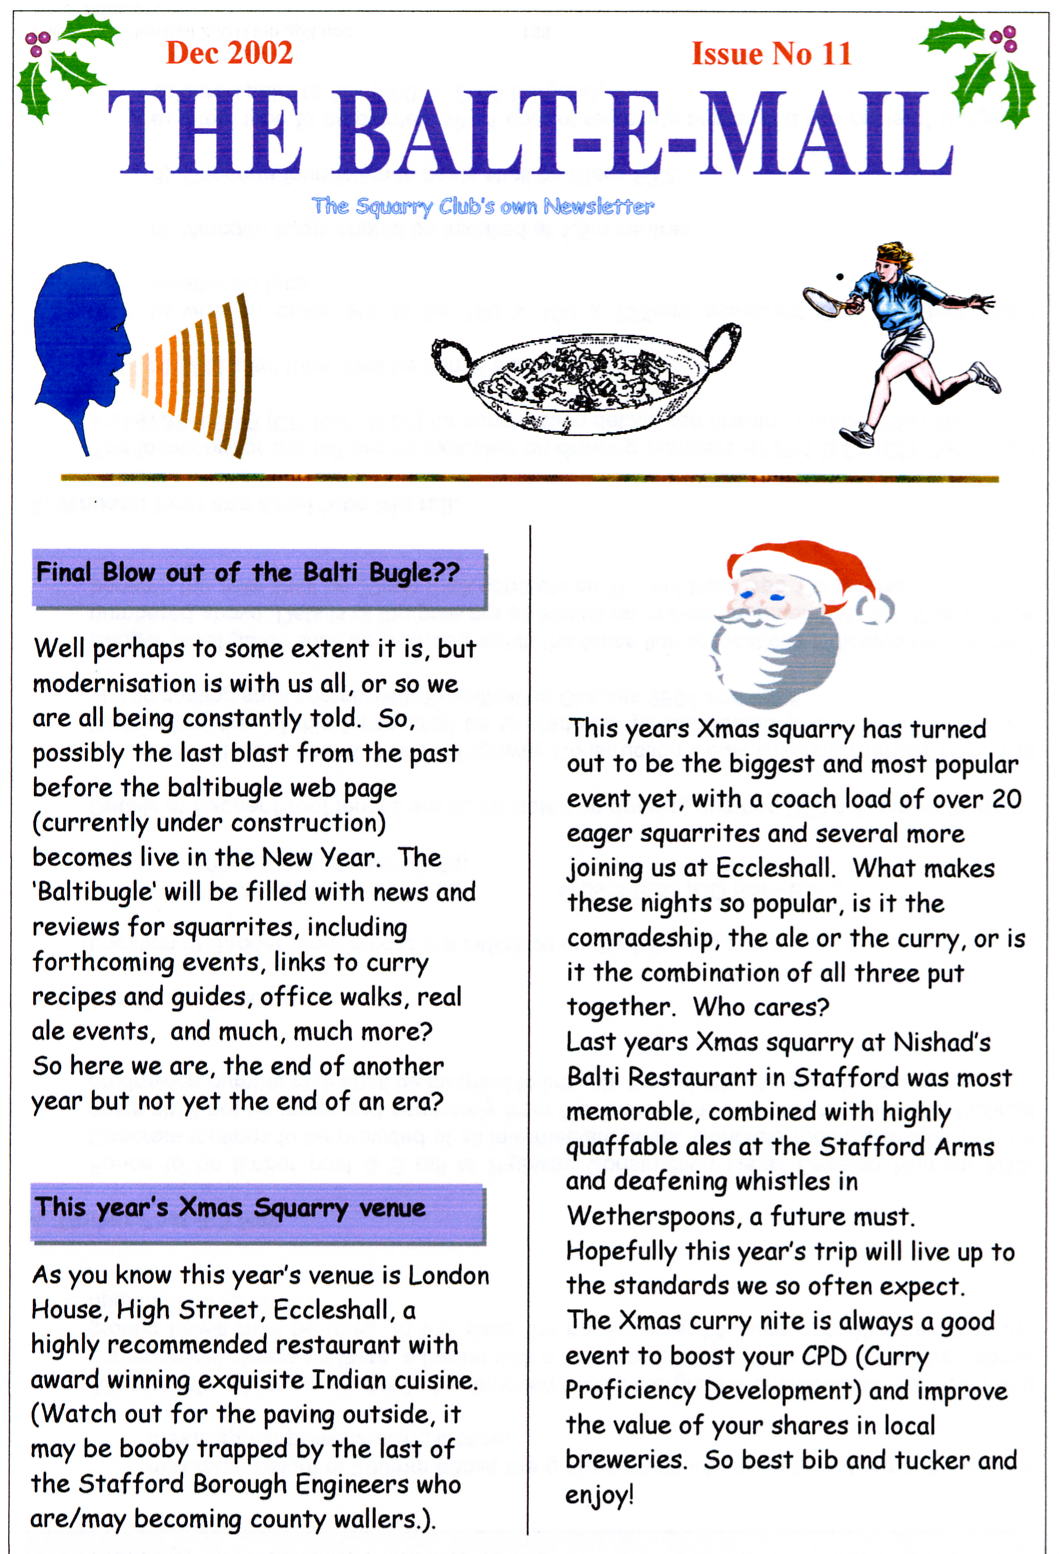 Dec 2002
Issue No 11
THE BALT-E-MAIL
The Squarry Club's own Newsletter
Final Blow out of the Balti Bugle??
Well perhaps to some extent it is, but
modernisation is with us all, or so we
are all being constantly told. So,
possibly the last blast from the past
before the baltibugle web page
(currently under construction)
becomes live in the New Year. The
'Baltibugle' will be filled with news and
reviews for squarrites, including
forthcoming events, links to curry
recipes and guides, office walks, real
ale events, and much, much more?
So here we are, the end of another
year but not yet the end of an era?
This year's Xmas Squarry venue
As you know this year's venue is London
House, High Street, Eccleshall, a
highly recommended restaurant with
award winning exquisite Indian cuisine.
(Watch out for the paving outside, it
may be booby trapped by the last of
the Stafford Borough Engineers who
are/may becoming county wallers.).
This years Xmas squarry has turned
out to be the biggest and most popular
event yet, with a coach load of over 20
eager squarrites and several more
joining us at Eccleshall. What makes
these nights so popular, is it the
comradeship, the ale or the curry, or is
it the combination of all three put
together. Who cares?
Last years Xmas squarry at Nishad's
Balti Restaurant in Stafford was most
memorable, combined with highly
quaffable ales at the Stafford Arms
and deafening whistles in
Wetherspoons, a future must.
Hopefully this year's trip will live up to
the standards we so often expect.
The Xmas curry nite is always a good
event to boost your CPD (Curry
Proficiency Development) and improve
the value of your shares in local
breweries. So best bib and tucker and
enjoy!